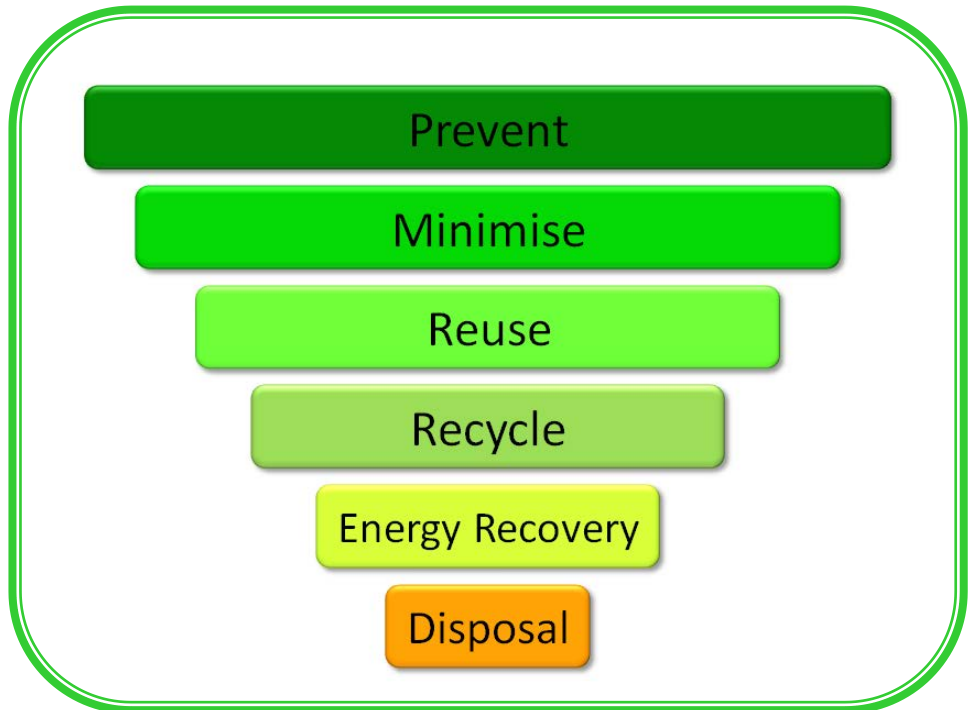 Prevent
Minimise
Reuse
Recycle
Energy Recovery
Disposal